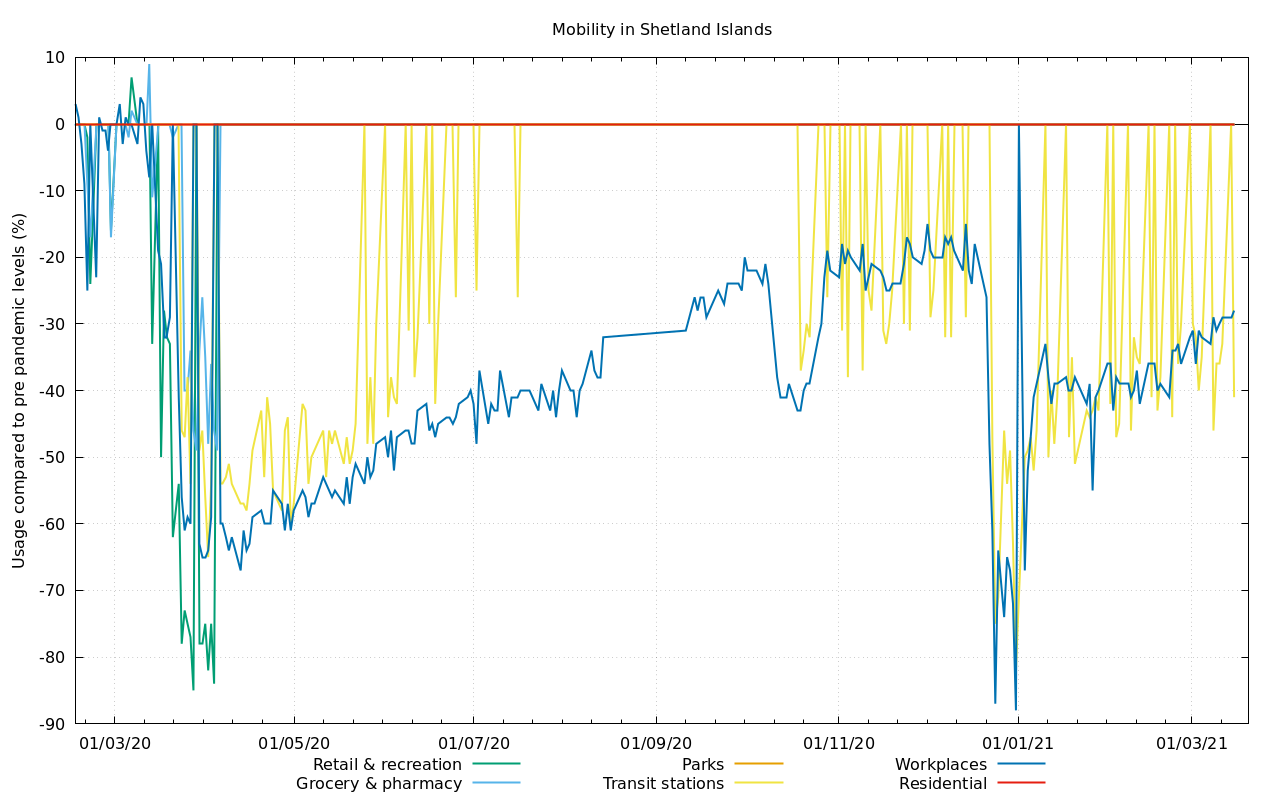 Mobility in Shetland Islands
Usage compared to pre pandemic levels (%)
10
0
-10
-20
-30
-40
-50
-60
-70
-80
-90
01/03/20 01/05/20 01/07/20 01/09/20 01/11/20 01/01/21 01/03/21
Retail & recreation Parks Workplaces
Grocery & pharmacy Transit stations Residential